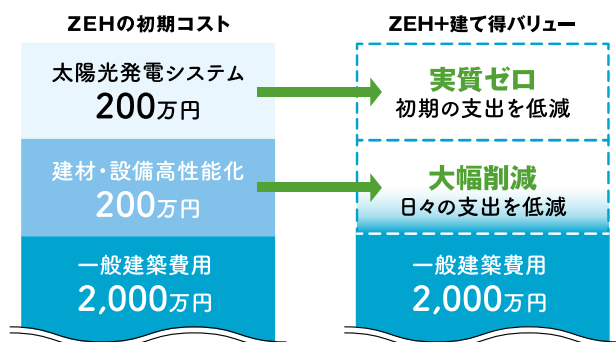 ZEHの初期コスト
太陽光発電システム
200万円
建材・設備高性能化
200万円
一般建築費用
2,000万円
ZEH+建て得バリュー
実質ゼロ
初期の支出を低減
大幅削減
日々の支出を低減
一般建築費用
2,000万円